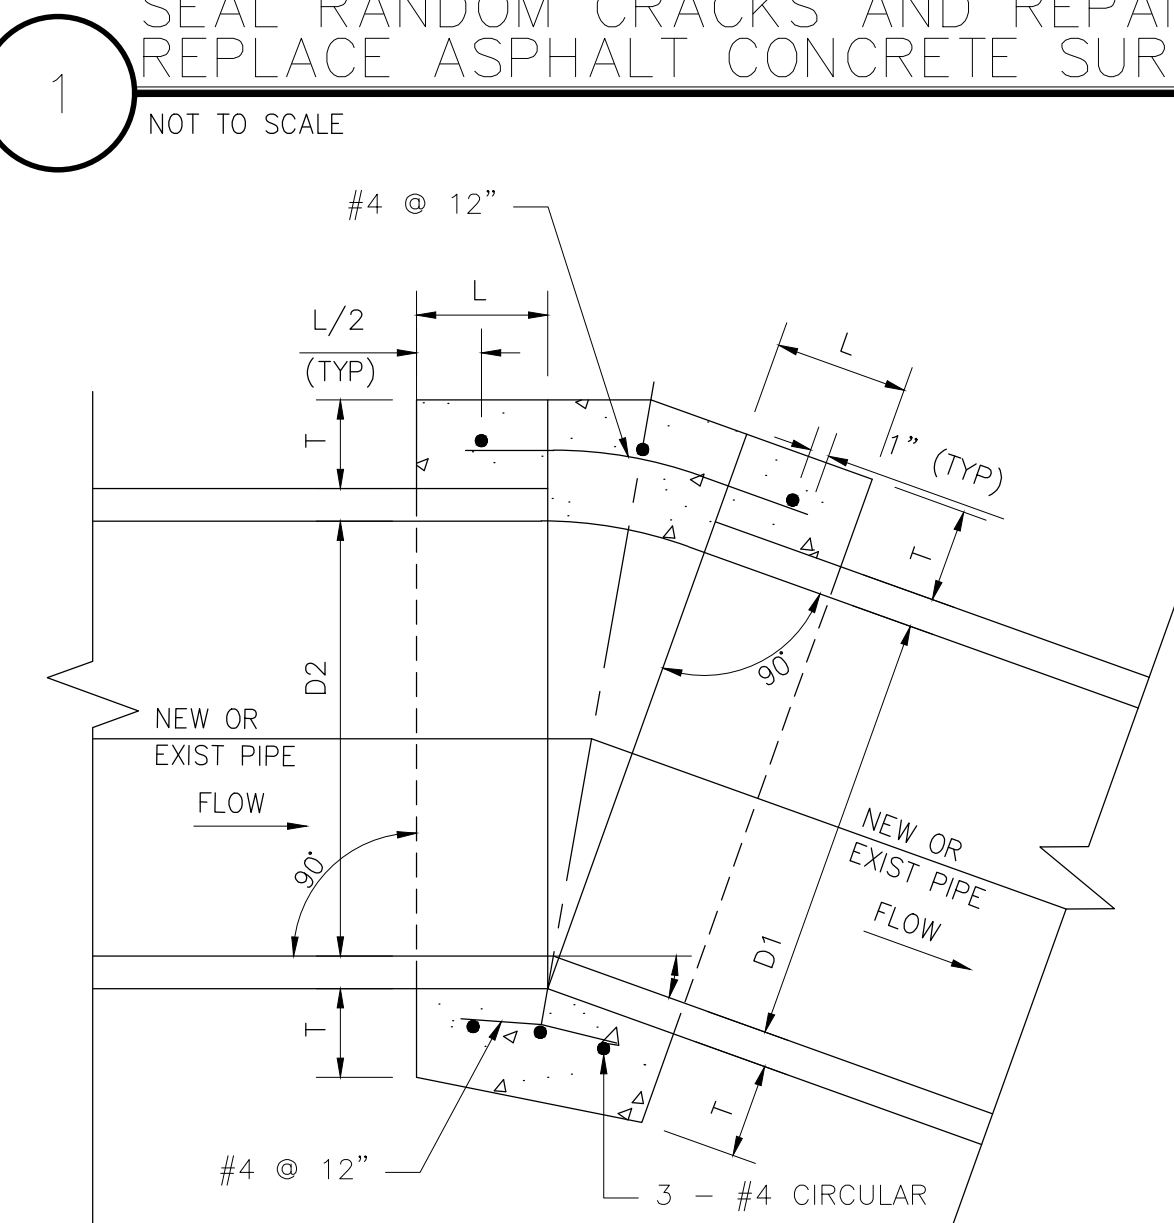 SEAL RANDOM CRACKS AND REPAI
REPLACE ASPHALT CONCRETE SUR
1
NOT TO SCALE
#4 @ 12”
L
L/2
(TYP)
L
1” (TYP)
T
T
D2
90°
NEW OR
EXIST PIPE
FLOW
NEW OR
EXIST PIPE
FLOW
90°
D1
T
T
#4 @ 12”
3 - #4 CIRCULAR